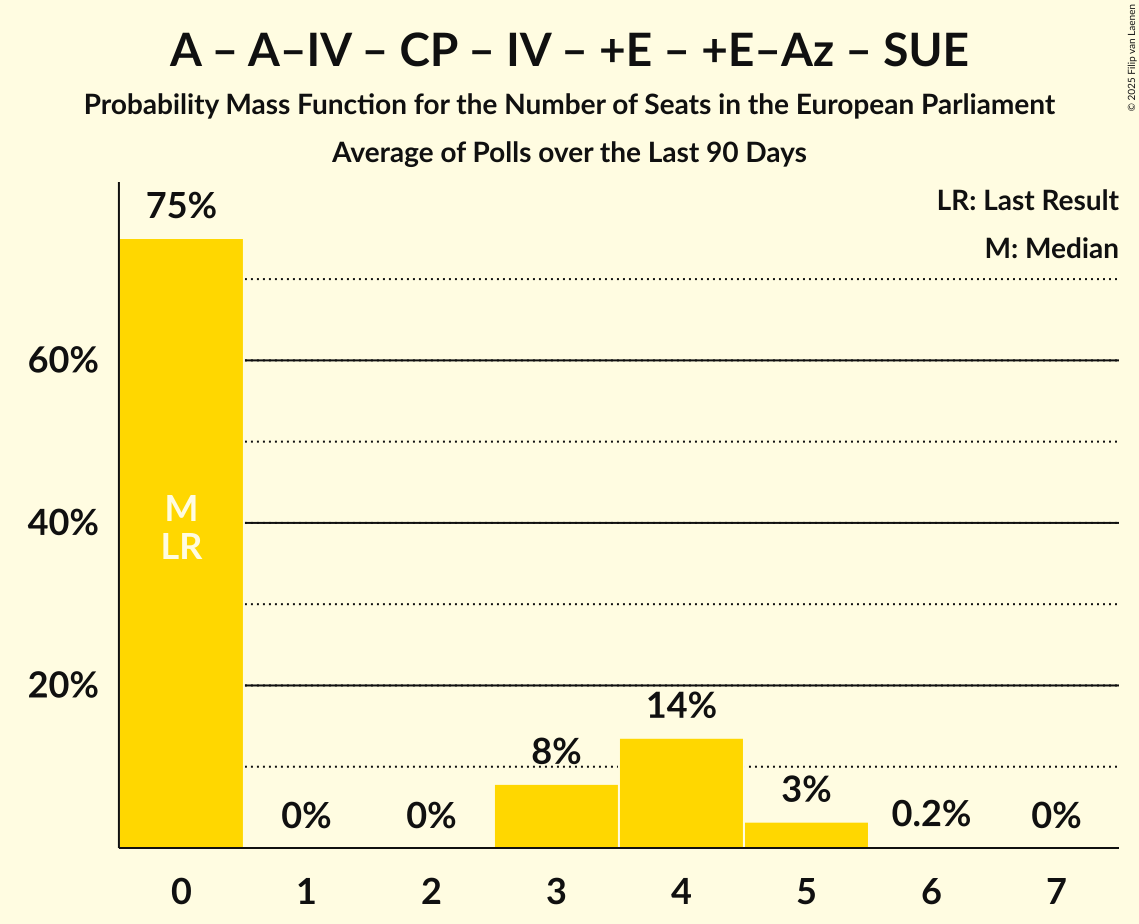 A – A–IV – CP – IV – +E – +E–Az – SUE
Probability Mass Function for the Number of Seats in the European Parliament
Average of Polls over the Last 90 Days
© 2025 Filip van Laenen
LR: Last Result
M: Median
75%
60%
40%
20%
M
LR
0%
0%
8%
14%
3%
0.2%
0%
0 1 2 3 4 5 6 7